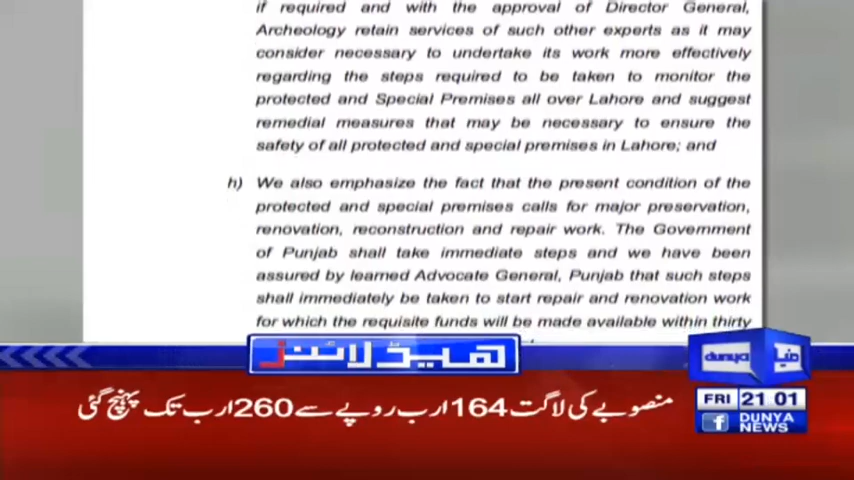 if required and with the approval of Director General,
Archeology retain services of such other experts as it may
consider necessary to undertake its work more effectively
regarding the steps required to be taken to monitor the
protected and Special Premises all over Lahore and suggest
remedial measures that may be necessary to ensure the
safety of all protected and special premises in Lahore; and
h) We also emphasize the fact that the present condition of the
protected and special premises calls for major preservation,
renovation, reconstruction and repair work. The Government
of Punjab shall take immediate steps and we have been
assured by learned Advocate General, Punjab that such steps
shall immediately be taken to start repair and renovation work
for which the requisite funds will be made available within thirty
ہیڈلائنز
dunya دنیا
منصوبے کی لاگت 164 ارب روپے سے 260 ارب تک پہنچ گئی
FRI 21 01
f DUNYA
NEWS